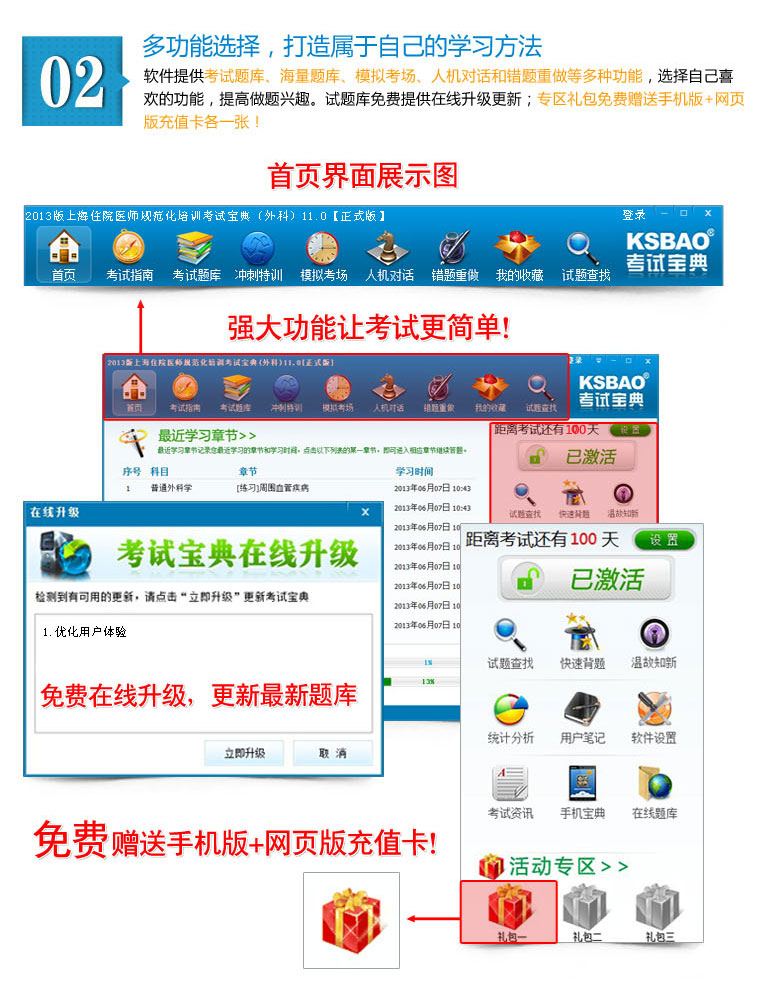 02
多功能选择，打造属于自己的学习方法
软件提供考试题库、海量题库、模拟考场、人机对话和错题重做等多种功能，选择自己喜
欢的功能，提高做题兴趣。试题库免费提供在线升级更新；专区礼包免费赠送手机版+网页
版充值卡各一张！
首页界面展示图
2013版上海住院医师规范化培训考试宝典（外科）11.0【正式版】 登录
首页 考试指南 考试题库 冲刺特训 模拟考场 人机对话 错题重做 我的收藏 试题查找
KSBAO®
考试宝典
强大功能让考试更简单!
2013版上海住院医师规范化培训考试宝典(外科)11.0[正式版] 登录
首页 考试指南 考试题库 冲刺特训 模拟考场 人机对话 错题重做 我的收藏 试题查找
KSBAO®
考试宝典
最近学习章节>>
最近学习章节记录您最近学习的章节和学习时间，点击以下列表的某一章节，即可进入相应章节继续答题。
序号 科目 章节 学习时间
1 普通外科学 [练习]周围血管疾病 2013年06月07日 10:43
2013年06月07日 10:43
2013年06月07日 10
2013年06月07日 10
2013年06月07日 10
2013年06月07日 10
2013年06月07日 10
2013年06月07日 10
1%
13%
距离考试还有100天 设置
已激活
试题查找 快速背题 温故知新
在线升级 X
考试宝典在线升级
检测到有可用的更新，请点击“立即升级”更新考试宝典
1.优化用户体验
免费在线升级，更新最新题库
立即升级 取 消
距离考试还有 100 天 设置
已激活
试题查找 快速背题 温故知新
统计分析 用户笔记 软件设置
考试资讯 手机宝典 在线题库
活动专区>>
礼包一 礼包二 礼包三
免费赠送手机版+网页版充值卡!